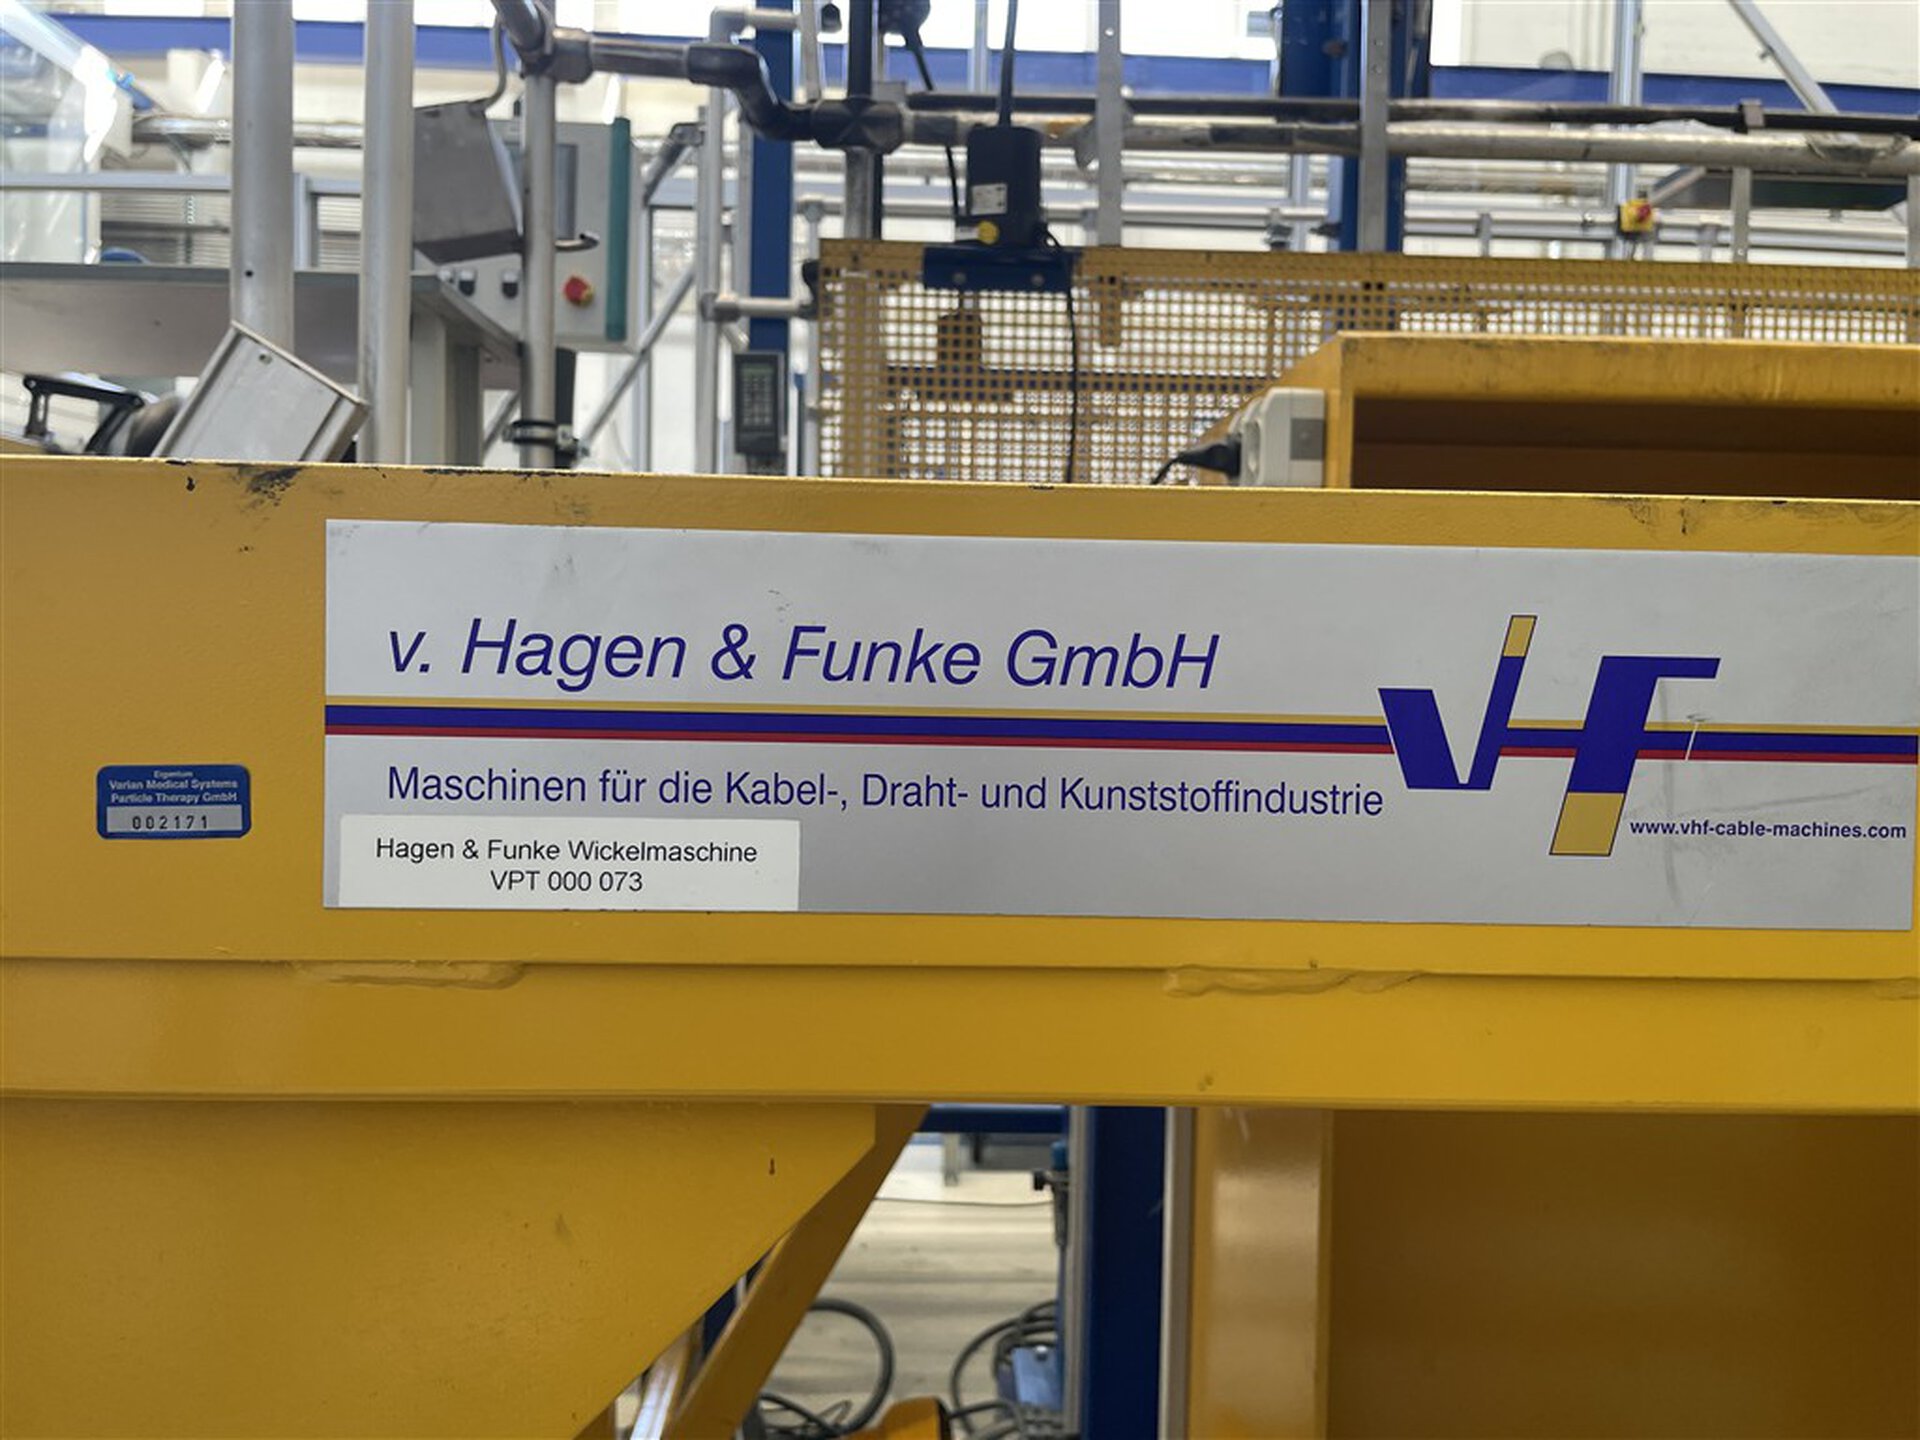 v. Hagen & Funke GmbH
VHF
Maschinen für die Kabel-, Draht- und Kunststoffindustrie
www.vhf-cable-machines.com
Hagen & Funke Wickelmaschine
VPT 000 073
Eigentum
Varian Medical Systems
Particle Therapy GmbH
002171